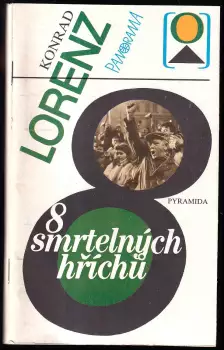 KONRAD
LORENZ
PANORAMA
PYRAMIDA
8
smrtelných
hříchů